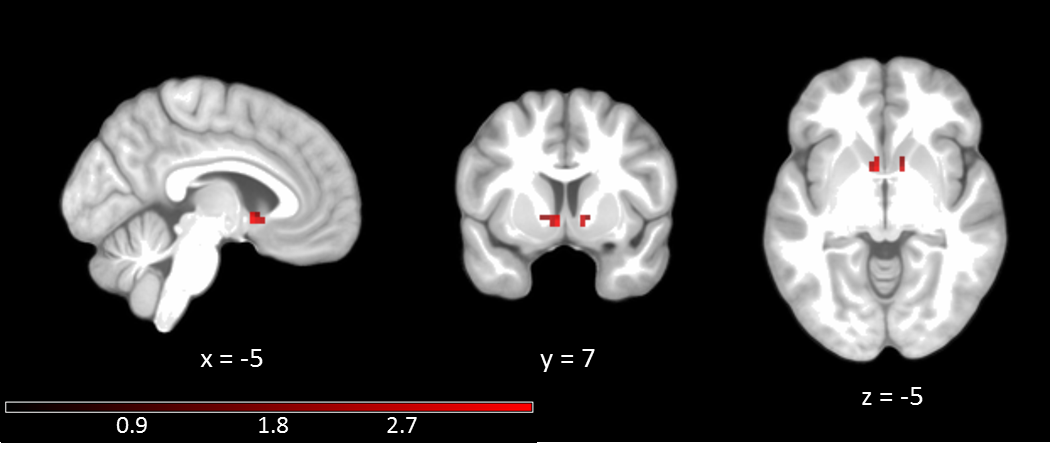 x = -5
y = 7
z = -5
0.9 1.8 2.7